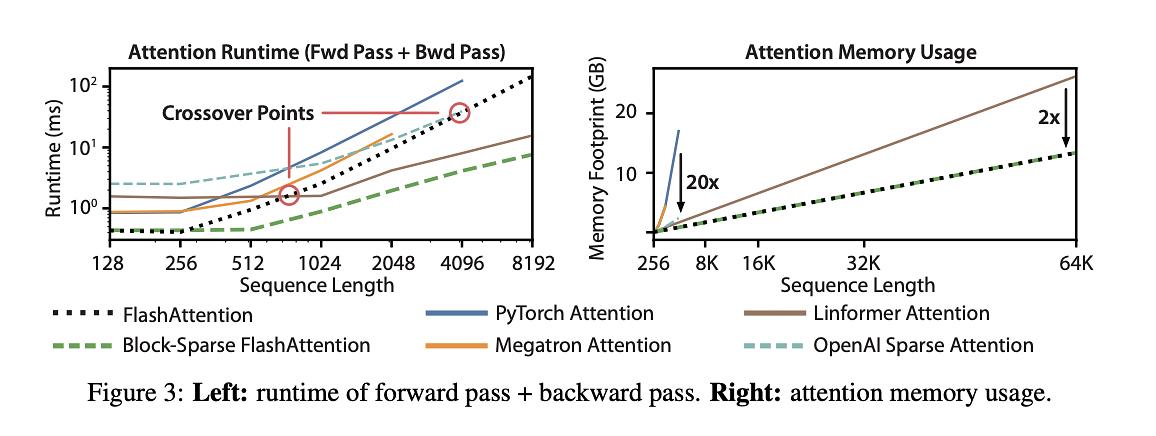 Attention Runtime (Fwd Pass + Bwd Pass)
Runtime (ms)
10²
10¹
10⁰
Crossover Points
128 256 512 1024 2048 4096 8192
Sequence Length
Attention Memory Usage
Memory Footprint (GB)
20
10
20x
2x
256 8K 16K 32K 64K
Sequence Length
FlashAttention
PyTorch Attention
Linformer Attention
Block-Sparse FlashAttention
Megatron Attention
OpenAI Sparse Attention
Figure 3: Left: runtime of forward pass + backward pass. Right: attention memory usage.